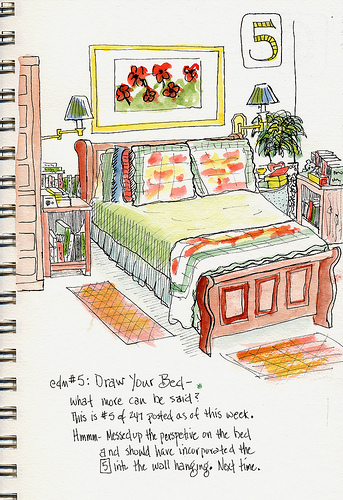 5
edm#5: Draw Your Bed-
what more can be said?
This is #5 of 241 posted as of this week.
Hmmm- Messed up the perspetive on the bed
and should have incorporated the
5 into the wall hanging. Next time.